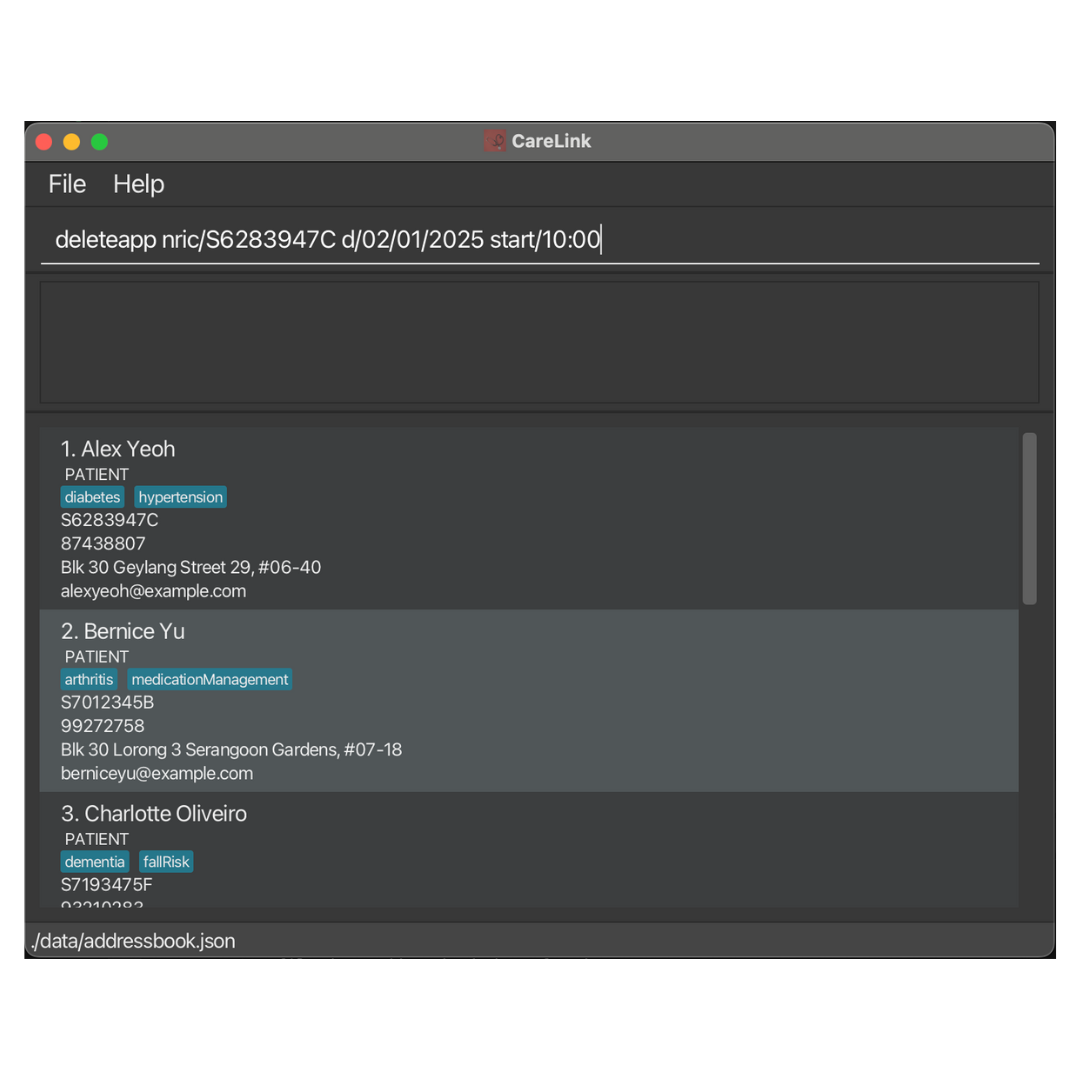 CareLink
File Help
deleteapp nric/S6283947C d/02/01/2025 start/10:00
1. Alex Yeoh
PATIENT
diabetes hypertension
S6283947C
87438807
Blk 30 Geylang Street 29, #06-40
alexyeoh@example.com
2. Bernice Yu
PATIENT
arthritis medicationManagement
S7012345B
99272758
Blk 30 Lorong 3 Serangoon Gardens, #07-18
berniceyu@example.com
3. Charlotte Oliveiro
PATIENT
dementia fallRisk
S7193475F
./data/addressbook.json